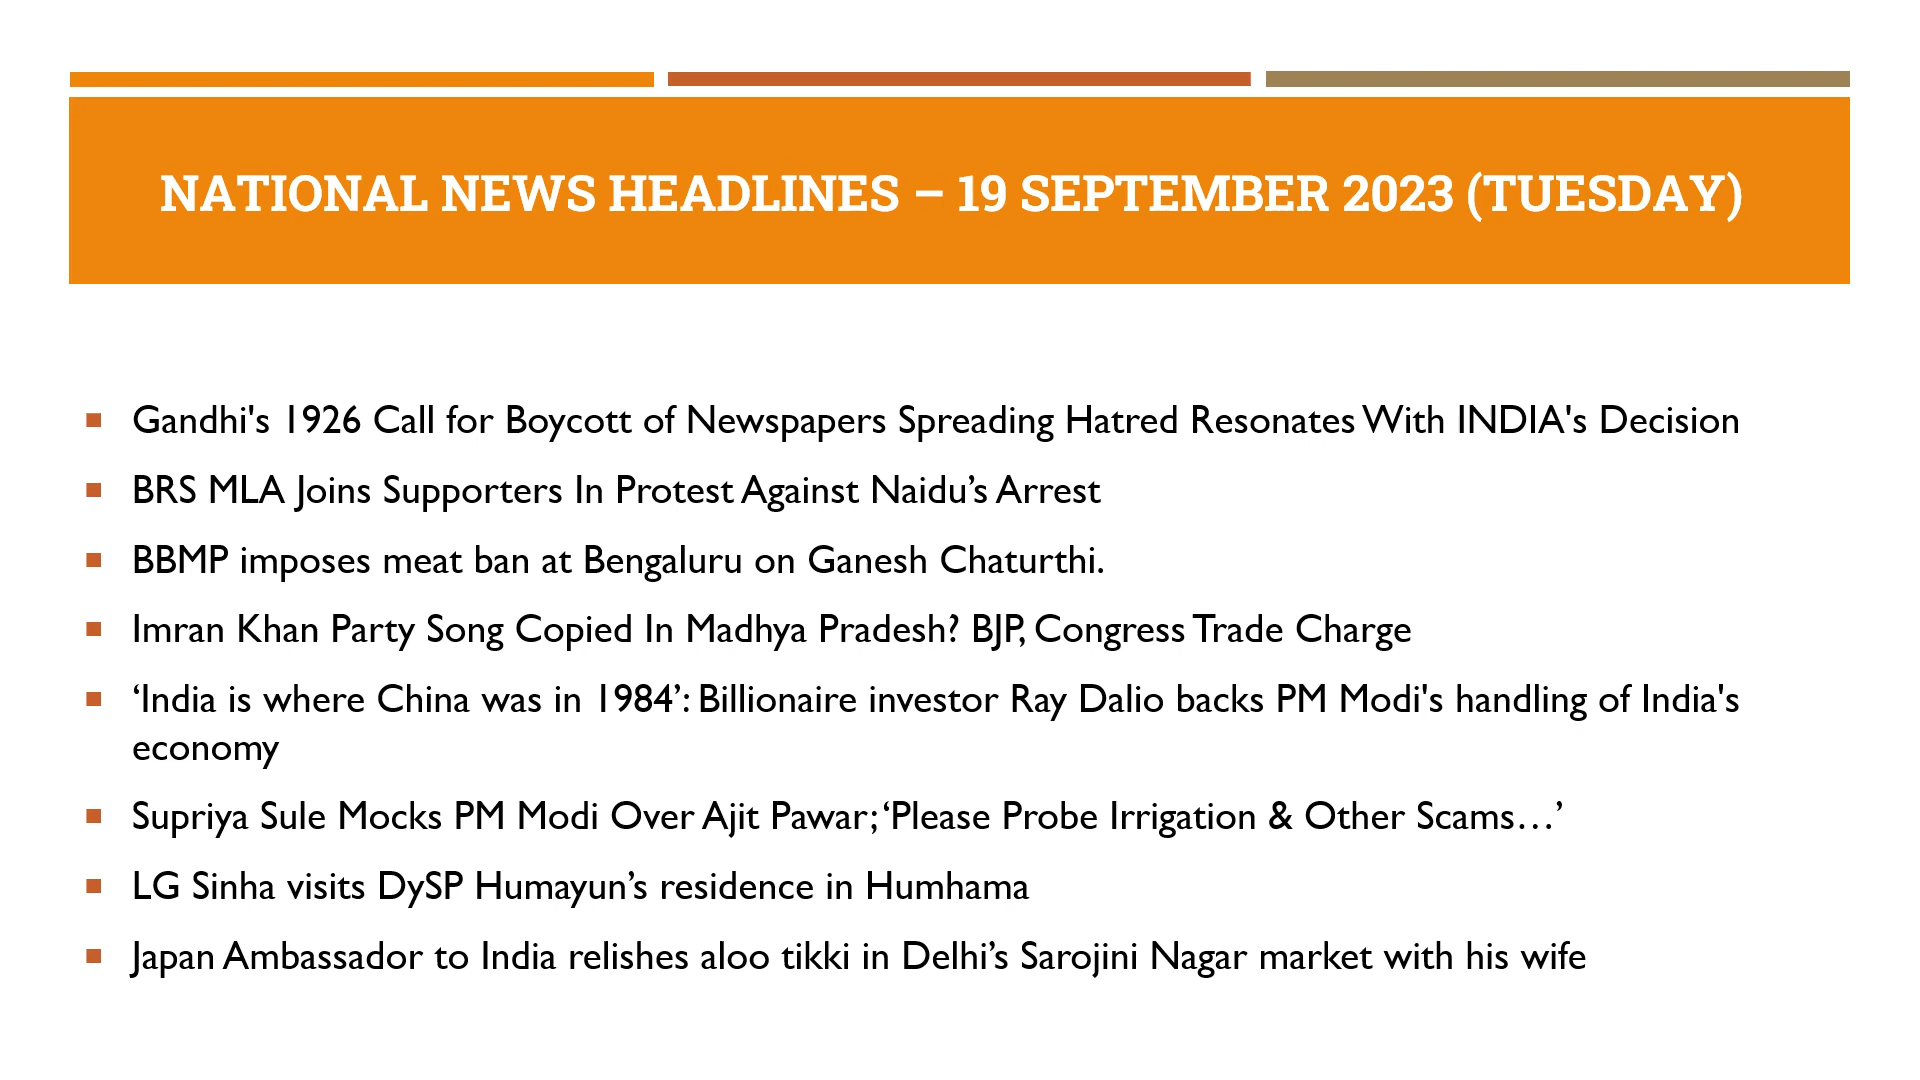 NATIONAL NEWS HEADLINES – 19 SEPTEMBER 2023 (TUESDAY)
Gandhi's 1926 Call for Boycott of Newspapers Spreading Hatred Resonates With INDIA's Decision
BRS MLA Joins Supporters In Protest Against Naidu’s Arrest
BBMP imposes meat ban at Bengaluru on Ganesh Chaturthi.
Imran Khan Party Song Copied In Madhya Pradesh? BJP, Congress Trade Charge
‘India is where China was in 1984’: Billionaire investor Ray Dalio backs PM Modi's handling of India's
economy
Supriya Sule Mocks PM Modi Over Ajit Pawar; ‘Please Probe Irrigation & Other Scams…’
LG Sinha visits DySP Humayun’s residence in Humhama
Japan Ambassador to India relishes aloo tikki in Delhi’s Sarojini Nagar market with his wife